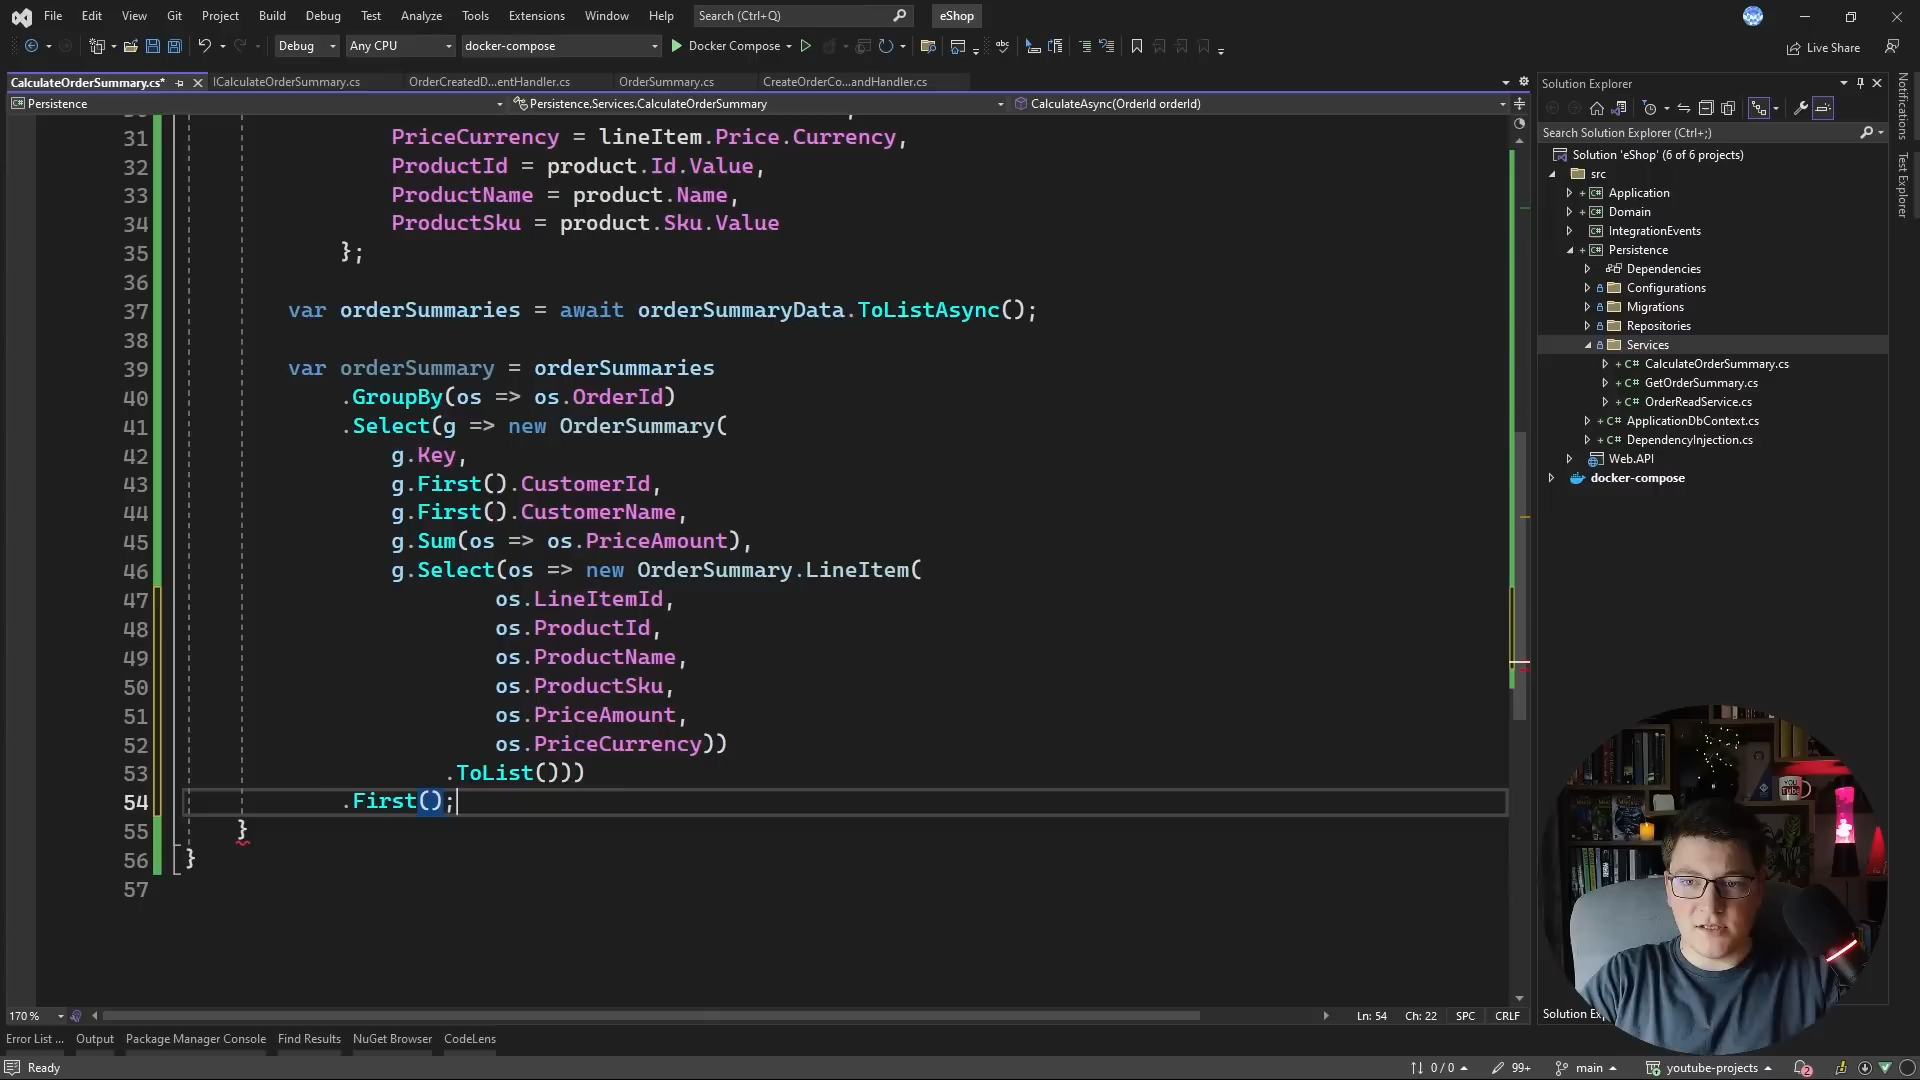 File Edit View Git Project Build Debug Test Analyze Tools Extensions Window Help Search (Ctrl+Q) eShop
Debug Any CPU docker-compose Docker Compose Live Share
CalculateOrderSummary.cs* ICalculateOrderSummary.cs OrderCreatedD...entHandler.cs OrderSummary.cs CreateOrderCo...andHandler.cs
Persistence Persistence.Services.CalculateOrderSummary CalculateAsync(OrderId orderId)
31 PriceCurrency = lineItem.Price.Currency,
32 ProductId = product.Id.Value,
33 ProductName = product.Name,
34 ProductSku = product.Sku.Value
35 };
36
37 var orderSummaries = await orderSummaryData.ToListAsync();
38
39 var orderSummary = orderSummaries
40 .GroupBy(os => os.OrderId)
41 .Select(g => new OrderSummary(
42 g.Key,
43 g.First().CustomerId,
44 g.First().CustomerName,
45 g.Sum(os => os.PriceAmount),
46 g.Select(os => new OrderSummary.LineItem(
47 os.LineItemId,
48 os.ProductId,
49 os.ProductName,
50 os.ProductSku,
51 os.PriceAmount,
52 os.PriceCurrency))
53 .ToList()))
54 .First();
55 }
56 }
57
170 % Ln: 54 Ch: 22 SPC CRLF
Error List ... Output Package Manager Console Find Results NuGet Browser CodeLens
Ready 0 / 0 99+ main youtube-projects 2
Solution Explorer
Search Solution Explorer (Ctrl+;)
Solution 'eShop' (6 of 6 projects)
src
Application
Domain
IntegrationEvents
Persistence
Dependencies
Configurations
Migrations
Repositories
Services
CalculateOrderSummary.cs
GetOrderSummary.cs
OrderReadService.cs
ApplicationDbContext.cs
DependencyInjection.cs
Web.API
docker-compose
Notifications
Test Explorer
You
Tube